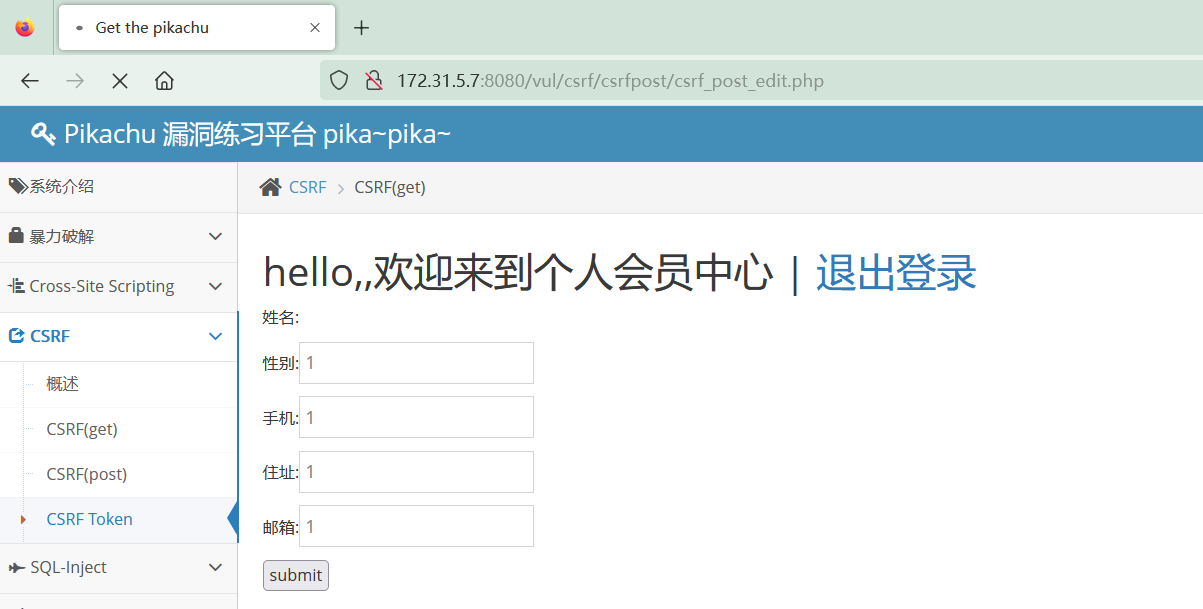 Get the pikachu
172.31.5.7:8080/vul/csrf/csrfpost/csrf_post_edit.php
Pikachu 漏洞练习平台 pika~pika~
系统介绍
暴力破解
Cross-Site Scripting
CSRF
概述
CSRF(get)
CSRF(post)
CSRF Token
SQL-Inject
CSRF > CSRF(get)
hello,,欢迎来到个人会员中心 | 退出登录
姓名:
性别: 1
手机: 1
住址: 1
邮箱: 1
submit